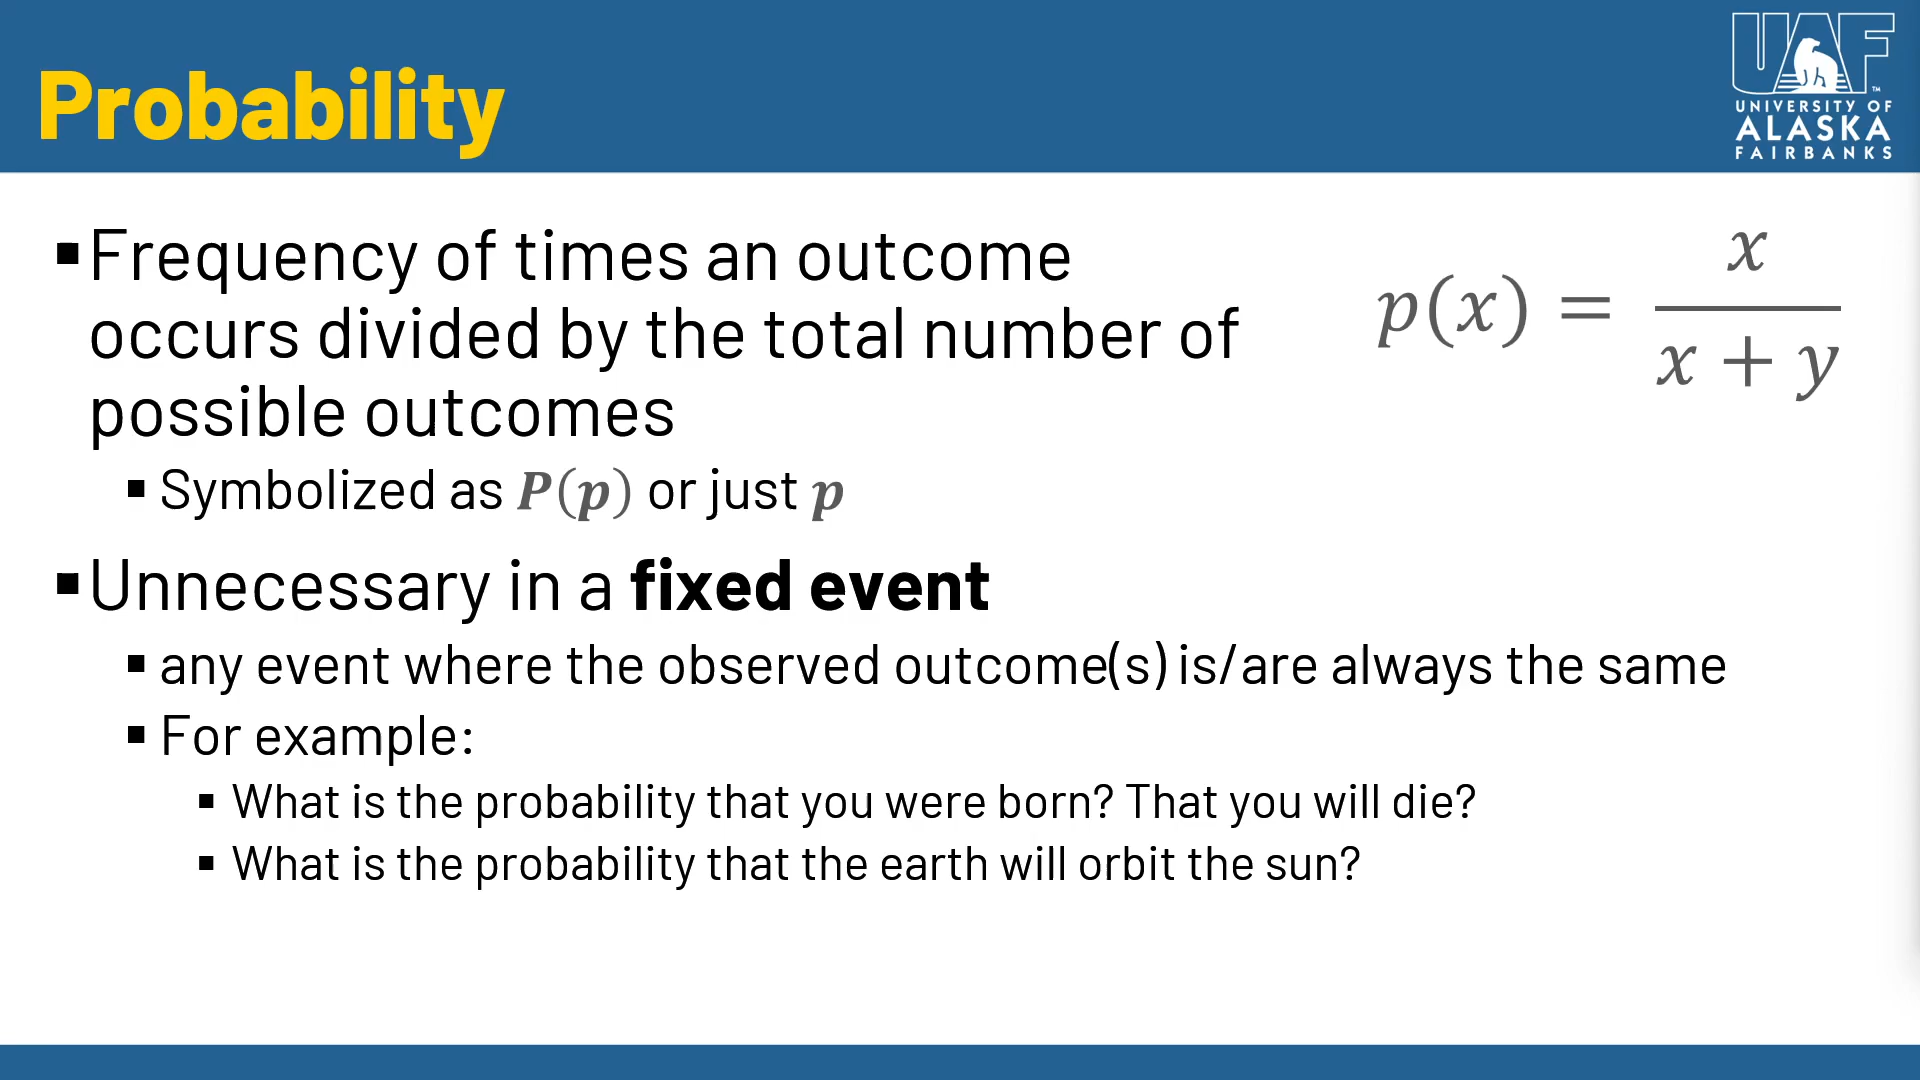 Probability
UAF™
UNIVERSITY OF
ALASKA
FAIRBANKS
▪Frequency of times an outcome
occurs divided by the total number of
possible outcomes
p(x) = x / (x + y)
▪ Symbolized as P(p) or just p
▪Unnecessary in a fixed event
▪ any event where the observed outcome(s) is/are always the same
▪ For example:
▪ What is the probability that you were born? That you will die?
▪ What is the probability that the earth will orbit the sun?